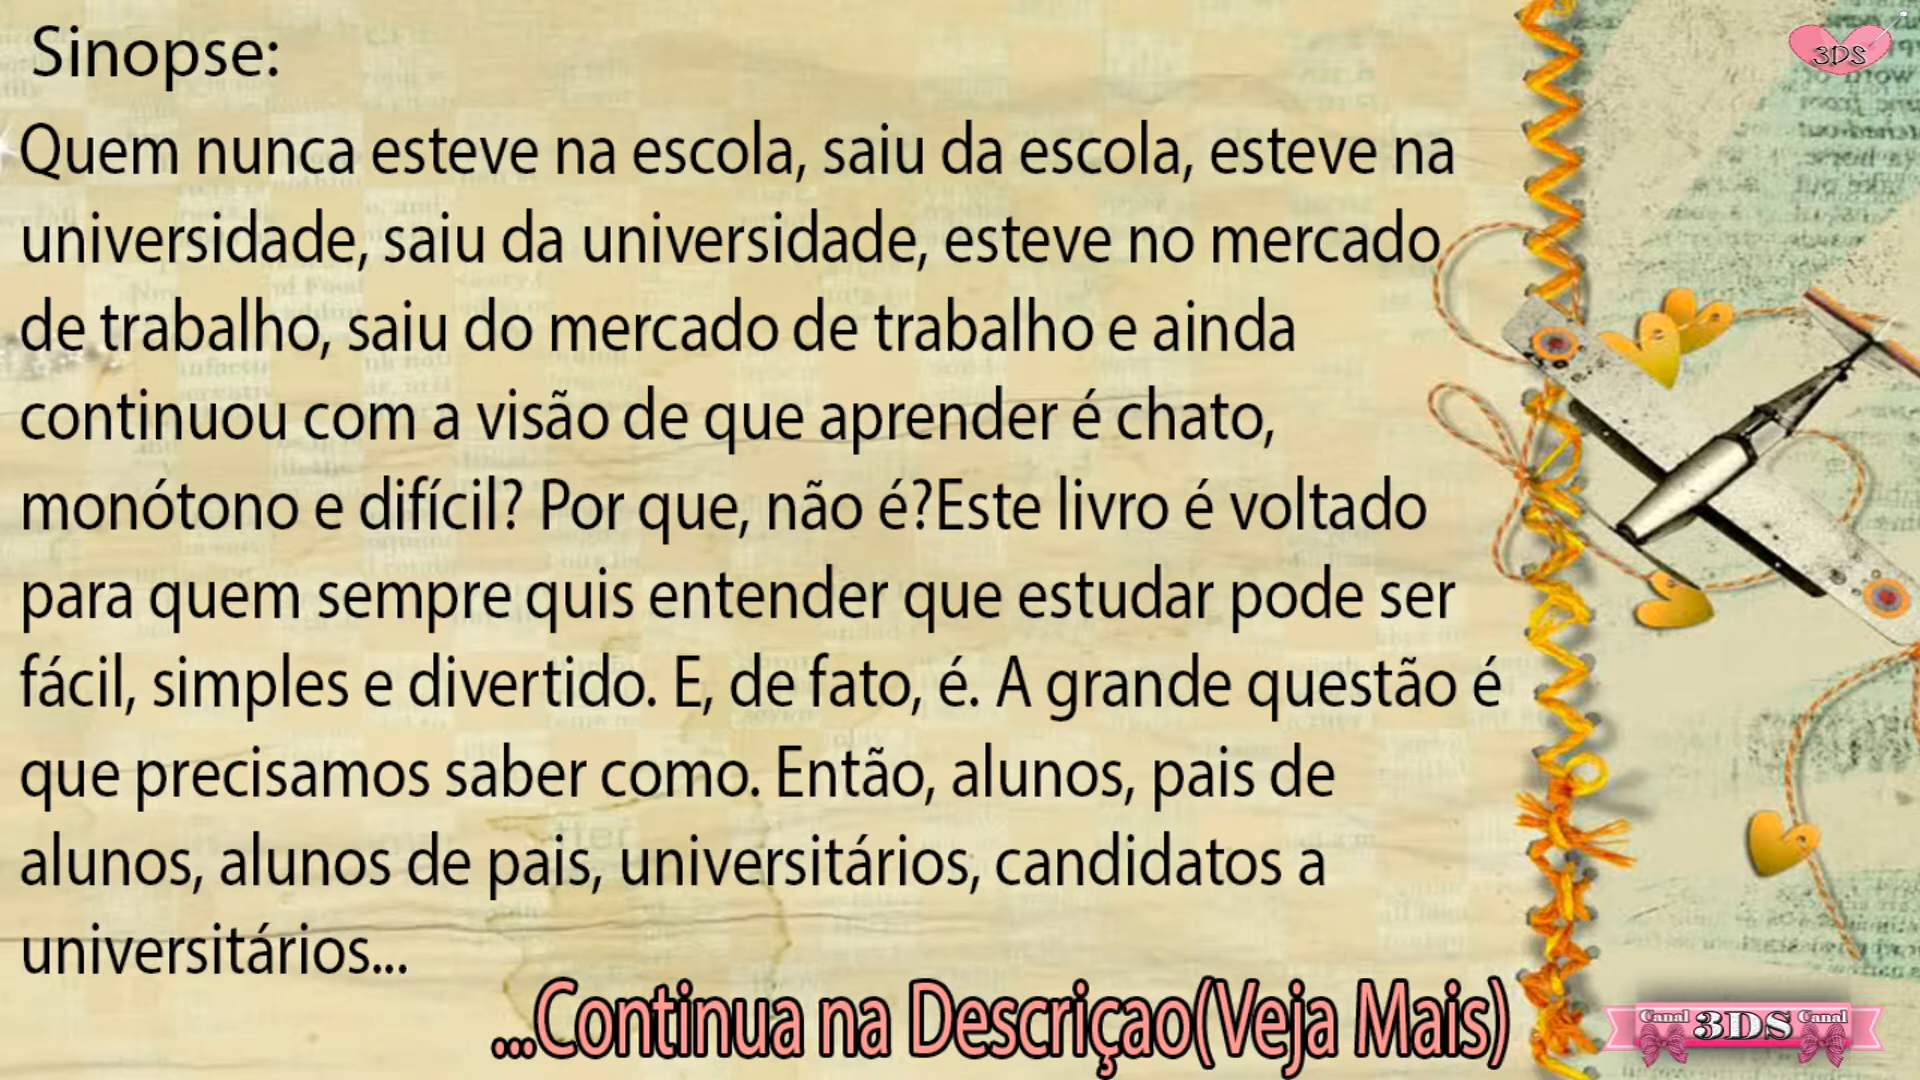 Sinopse:
3DS
Quem nunca esteve na escola, saiu da escola, esteve na
universidade, saiu da universidade, esteve no mercado
de trabalho, saiu do mercado de trabalho e ainda
continuou com a visão de que aprender é chato,
monótono e difícil? Por que, não é?Este livro é voltado
para quem sempre quis entender que estudar pode ser
fácil, simples e divertido. E, de fato, é. A grande questão é
que precisamos saber como. Então, alunos, pais de
alunos, alunos de pais, universitários, candidatos a
universitários...
...Continua na Descriçao(Veja Mais)
Canal 3DS Canal